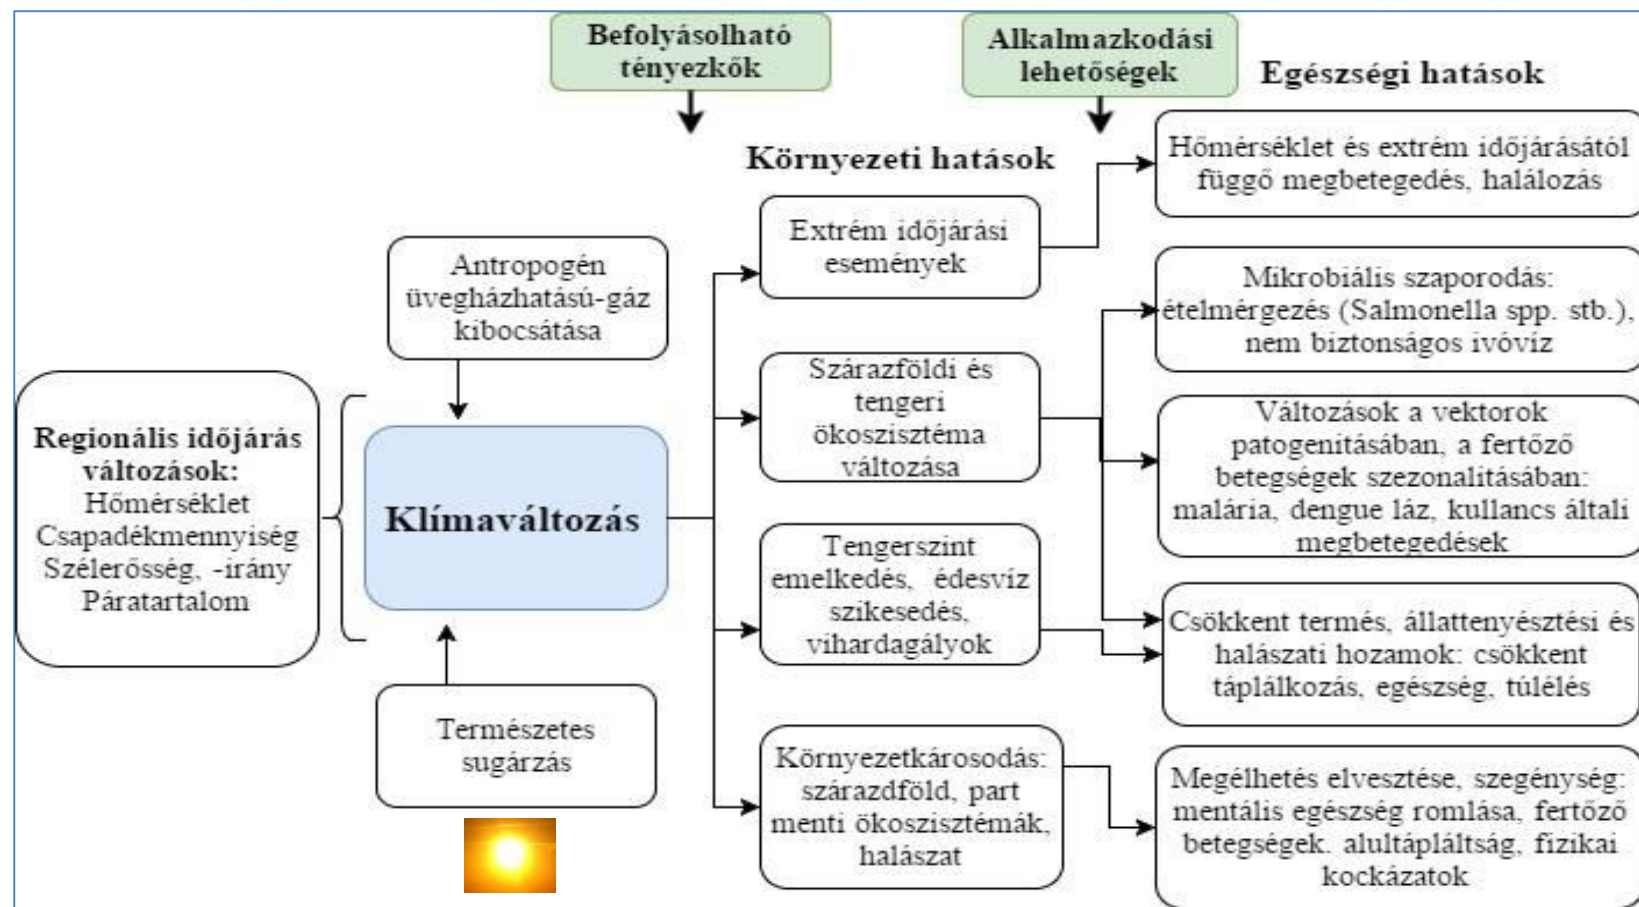 Befolyásolható
tényezkők
Alkalmazkodási
lehetőségek
Egészségi hatások
Környezeti hatások
Regionális időjárás
változások:
Hőmérséklet
Csapadékmennyiség
Szélerősség, -irány
Páratartalom
Antropogén
üvegházhatású-gáz
kibocsátása
Klímaváltozás
Természetes
sugárzás
Extrém időjárási
események
Szárazföldi és
tengeri
ökoszisztéma
változása
Tengerszint
emelkedés, édesvíz
szikesedés,
vihardagályok
Környezetkárosodás:
szárazdföld, part
menti ökoszisztémák,
halászat
Hőmérséklet és extrém időjárásától
függő megbetegedés, halálozás
Mikrobiális szaporodás:
ételmérgezés (Salmonella spp. stb.),
nem biztonságos ivóvíz
Változások a vektorok
patogenitásában, a fertőző
betegségek szezonalitásában:
malária, dengue láz, kullancs általi
megbetegedések
Csökkent termés, állattenyésztési és
halászati hozamok: csökkent
táplálkozás, egészség, túlélés
Megélhetés elvesztése, szegénység:
mentális egészség romlása, fertőző
betegségek. alultápláltság, fizikai
kockázatok